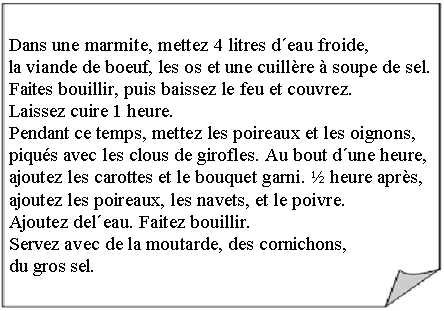 Dans une marmite, mettez 4 litres d´eau froide,
la viande de boeuf, les os et une cuillère à soupe de sel.
Faites bouillir, puis baissez le feu et couvrez.
Laissez cuire 1 heure.
Pendant ce temps, mettez les poireaux et les oignons,
piqués avec les clous de girofles. Au bout d´une heure,
ajoutez les carottes et le bouquet garni. ½ heure après,
ajoutez les poireaux, les navets, et le poivre.
Ajoutez del´eau. Faitez bouillir.
Servez avec de la moutarde, des cornichons,
du gros sel.